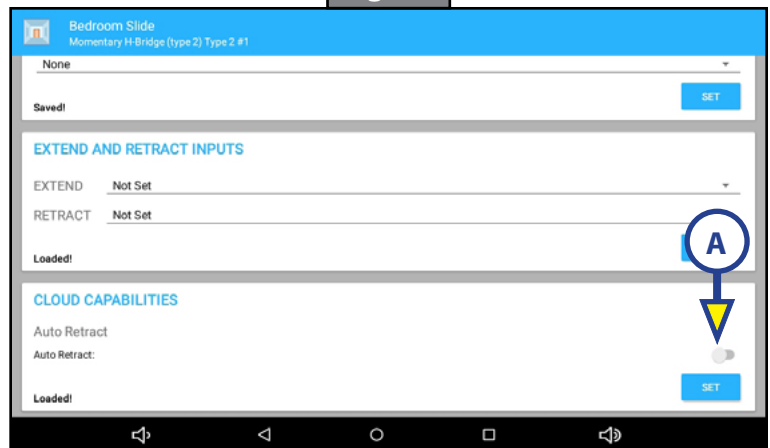 Bedroom Slide
Momentary H-Bridge (type 2) Type 2 #1
None
Saved!
SET
EXTEND AND RETRACT INPUTS
EXTEND Not Set
RETRACT Not Set
A
Loaded!
CLOUD CAPABILITIES
Auto Retract
Auto Retract:
SET
Loaded!